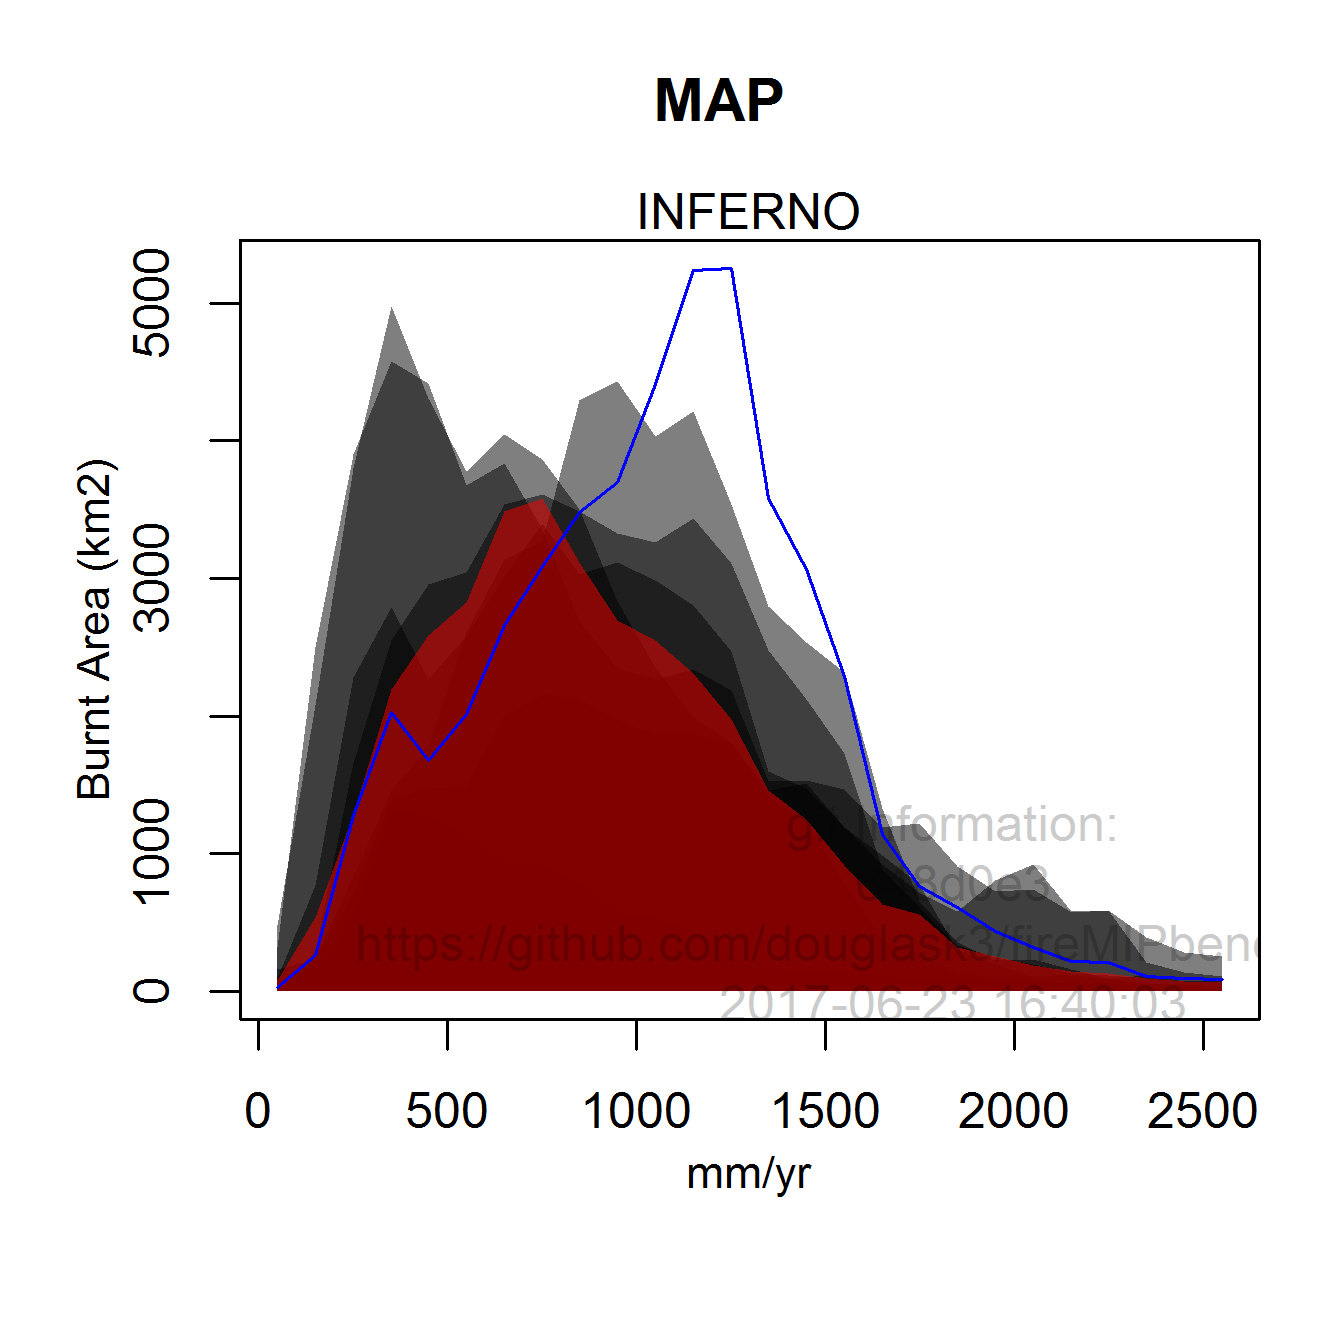 MAP
INFERNO
Burnt Area (km2)
5000
3000
1000
0
information:
https://github.com/douglask3/fireMIPbenc
2017-06-23 16:40:03
0 500 1000 1500 2000 2500
mm/yr